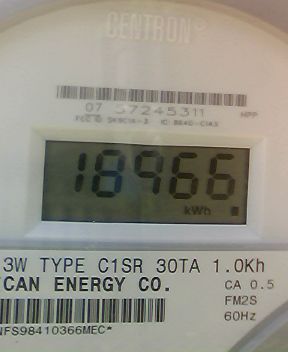 CENTRON®
07 57245311 HPP
18966
kWh
3W TYPE C1SR 30TA 1.0Kh
CAN ENERGY CO. CA 0.5
FM2S
NFS98410366MEC* 60Hz